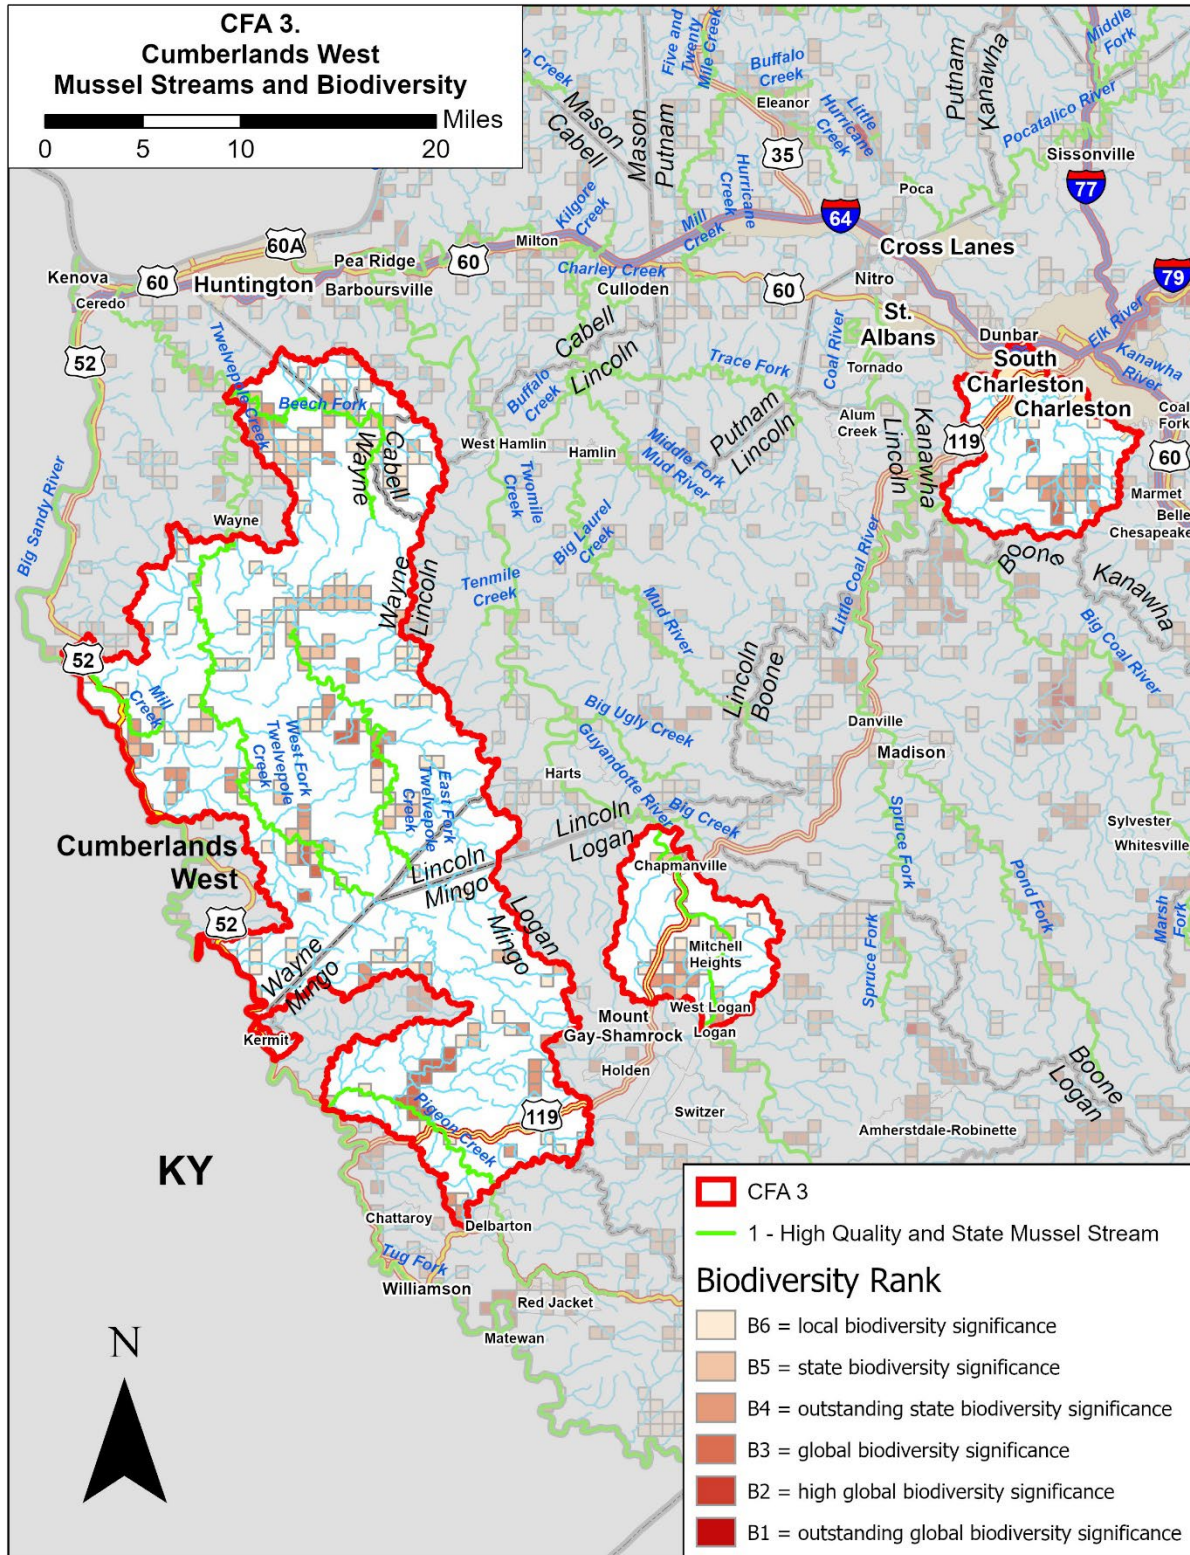 CFA 3.
Cumberlands West
Mussel Streams and Biodiversity
Miles
0 5 10 20
n Creek
Five and
Twenty
Mile Creek
Buffalo
Creek
Middle
Fork
Eleanor
Little
Hurricane
Creek
Putnam
Kanawha
Pocatalico River
Mason
Cabell
Mason
Putnam
35
Sissonville
77
Kilgore
Creek
Hurricane
Creek
Mill
Creek
Poca
64
60A
Milton
Cross Lanes
Kenova
60
Huntington
Pea Ridge
60
Barboursville
Charley Creek
Culloden
60
Nitro
79
Ceredo
St.
Albans
Dunbar
Elk River
52
Twelvepole Creek
Cabell
Lincoln
Trace Fork
Coal River
Tornado
South
Charleston
Kanawha
River
Charleston
Beech Fork
Buffalo
Creek
Putnam
Lincoln
Alum
Creek
Kanawha
Lincoln
119
Coal
Fork
60
Wayne
Cabell
West Hamlin
Hamlin
Middle Fork
Mud River
Twomile
Creek
Marmet
Belle
Chesapeake
Big Sandy River
Wayne
Big Laurel
Creek
Boone
Kanawha
Wayne
Lincoln
Tenmile
Creek
Mud River
Little Coal River
Big Coal River
52
Mill
Creek
Lincoln
Boone
West Fork
Twelvepole
Creek
East Fork
Twelvepole
Creek
Big Ugly Creek
Guyandotte River
Danville
Madison
Harts
Big Creek
Lincoln
Logan
Spruce Fork
Sylvester
Whitesville
Cumberlands
West
Lincoln
Mingo
Chapmanville
Pond Fork
Marsh
Fork
52
Logan
Mingo
Mitchell
Heights
Spruce Fork
Wayne
Mingo
West Logan
Mount
Gay-Shamrock
Logan
Kermit
Holden
Boone
Logan
Pigeon Creek
119
Switzer
Amherstdale-Robinette
KY
Chattaroy
Delbarton
Tug Fork
Williamson
Red Jacket
Matewan
N
CFA 3
1 - High Quality and State Mussel Stream
Biodiversity Rank
B6 = local biodiversity significance
B5 = state biodiversity significance
B4 = outstanding state biodiversity significance
B3 = global biodiversity significance
B2 = high global biodiversity significance
B1 = outstanding global biodiversity significance